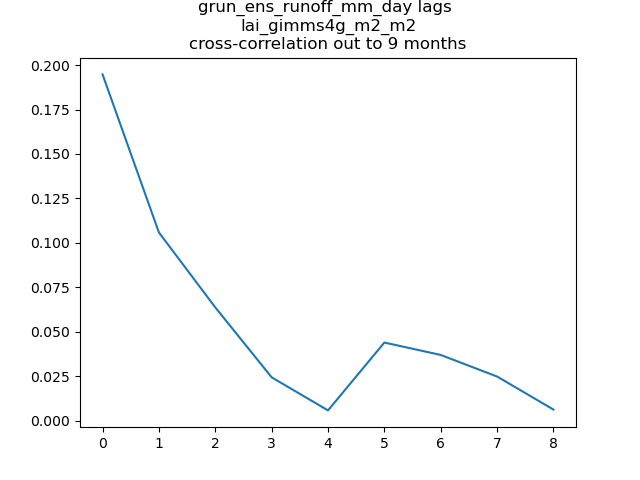 grun_ens_runoff_mm_day lags
lai_gimms4g_m2_m2
cross-correlation out to 9 months
0.200
0.175
0.150
0.125
0.100
0.075
0.050
0.025
0.000
0 1 2 3 4 5 6 7 8